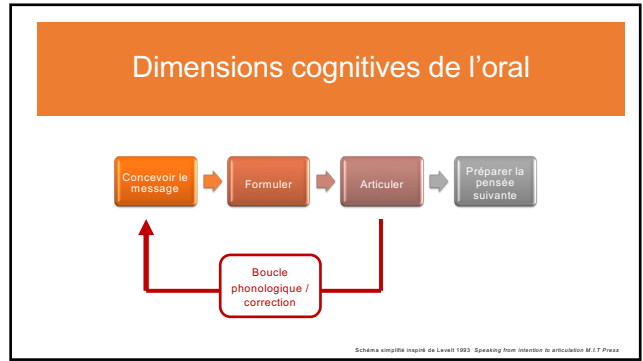 Dimensions cognitives de l’oral
Concevoir le
message
Formuler
Articuler
Préparer la
pensée
suivante
Boucle
phonologique /
correction
Schéma simplifié inspiré de Levelt 1993 Speaking from intention to articulation M.I.T Press